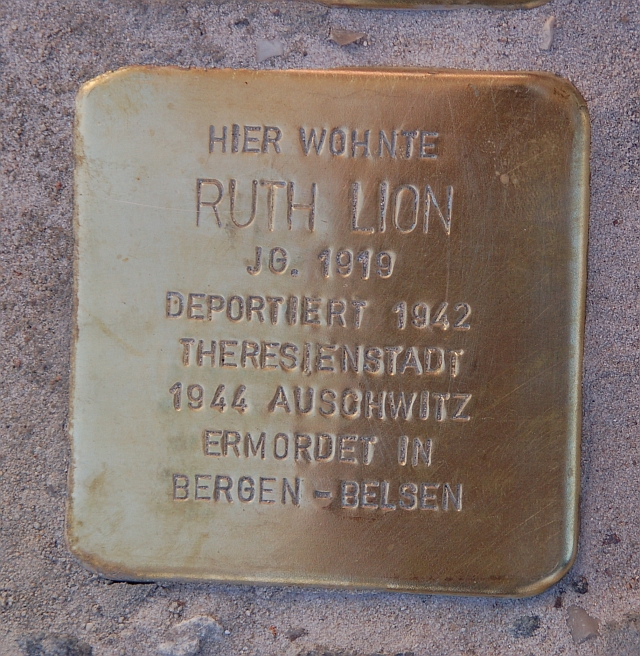 HIER WOHNTE
RUTH LION
JG. 1919
DEPORTIERT 1942
THERESIENSTADT
1944 AUSCHWITZ
ERMORDET IN
BERGEN - BELSEN